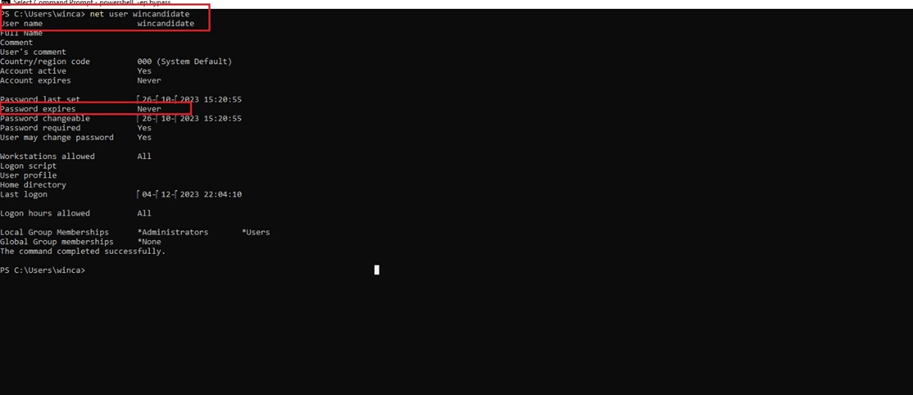 Select Command Prompt - powershell -ep bypass
PS C:\Users\winca> net user wincandidate
User name wincandidate
Full Name
Comment
User's comment
Country/region code 000 (System Default)
Account active Yes
Account expires Never
Password last set 26- 10- 2023 15:20:55
Password expires Never
Password changeable 26- 10- 2023 15:20:55
Password required Yes
User may change password Yes
Workstations allowed All
Logon script
User profile
Home directory
Last logon 04- 12- 2023 22:04:10
Logon hours allowed All
Local Group Memberships *Administrators *Users
Global Group memberships *None
The command completed successfully.
PS C:\Users\winca>